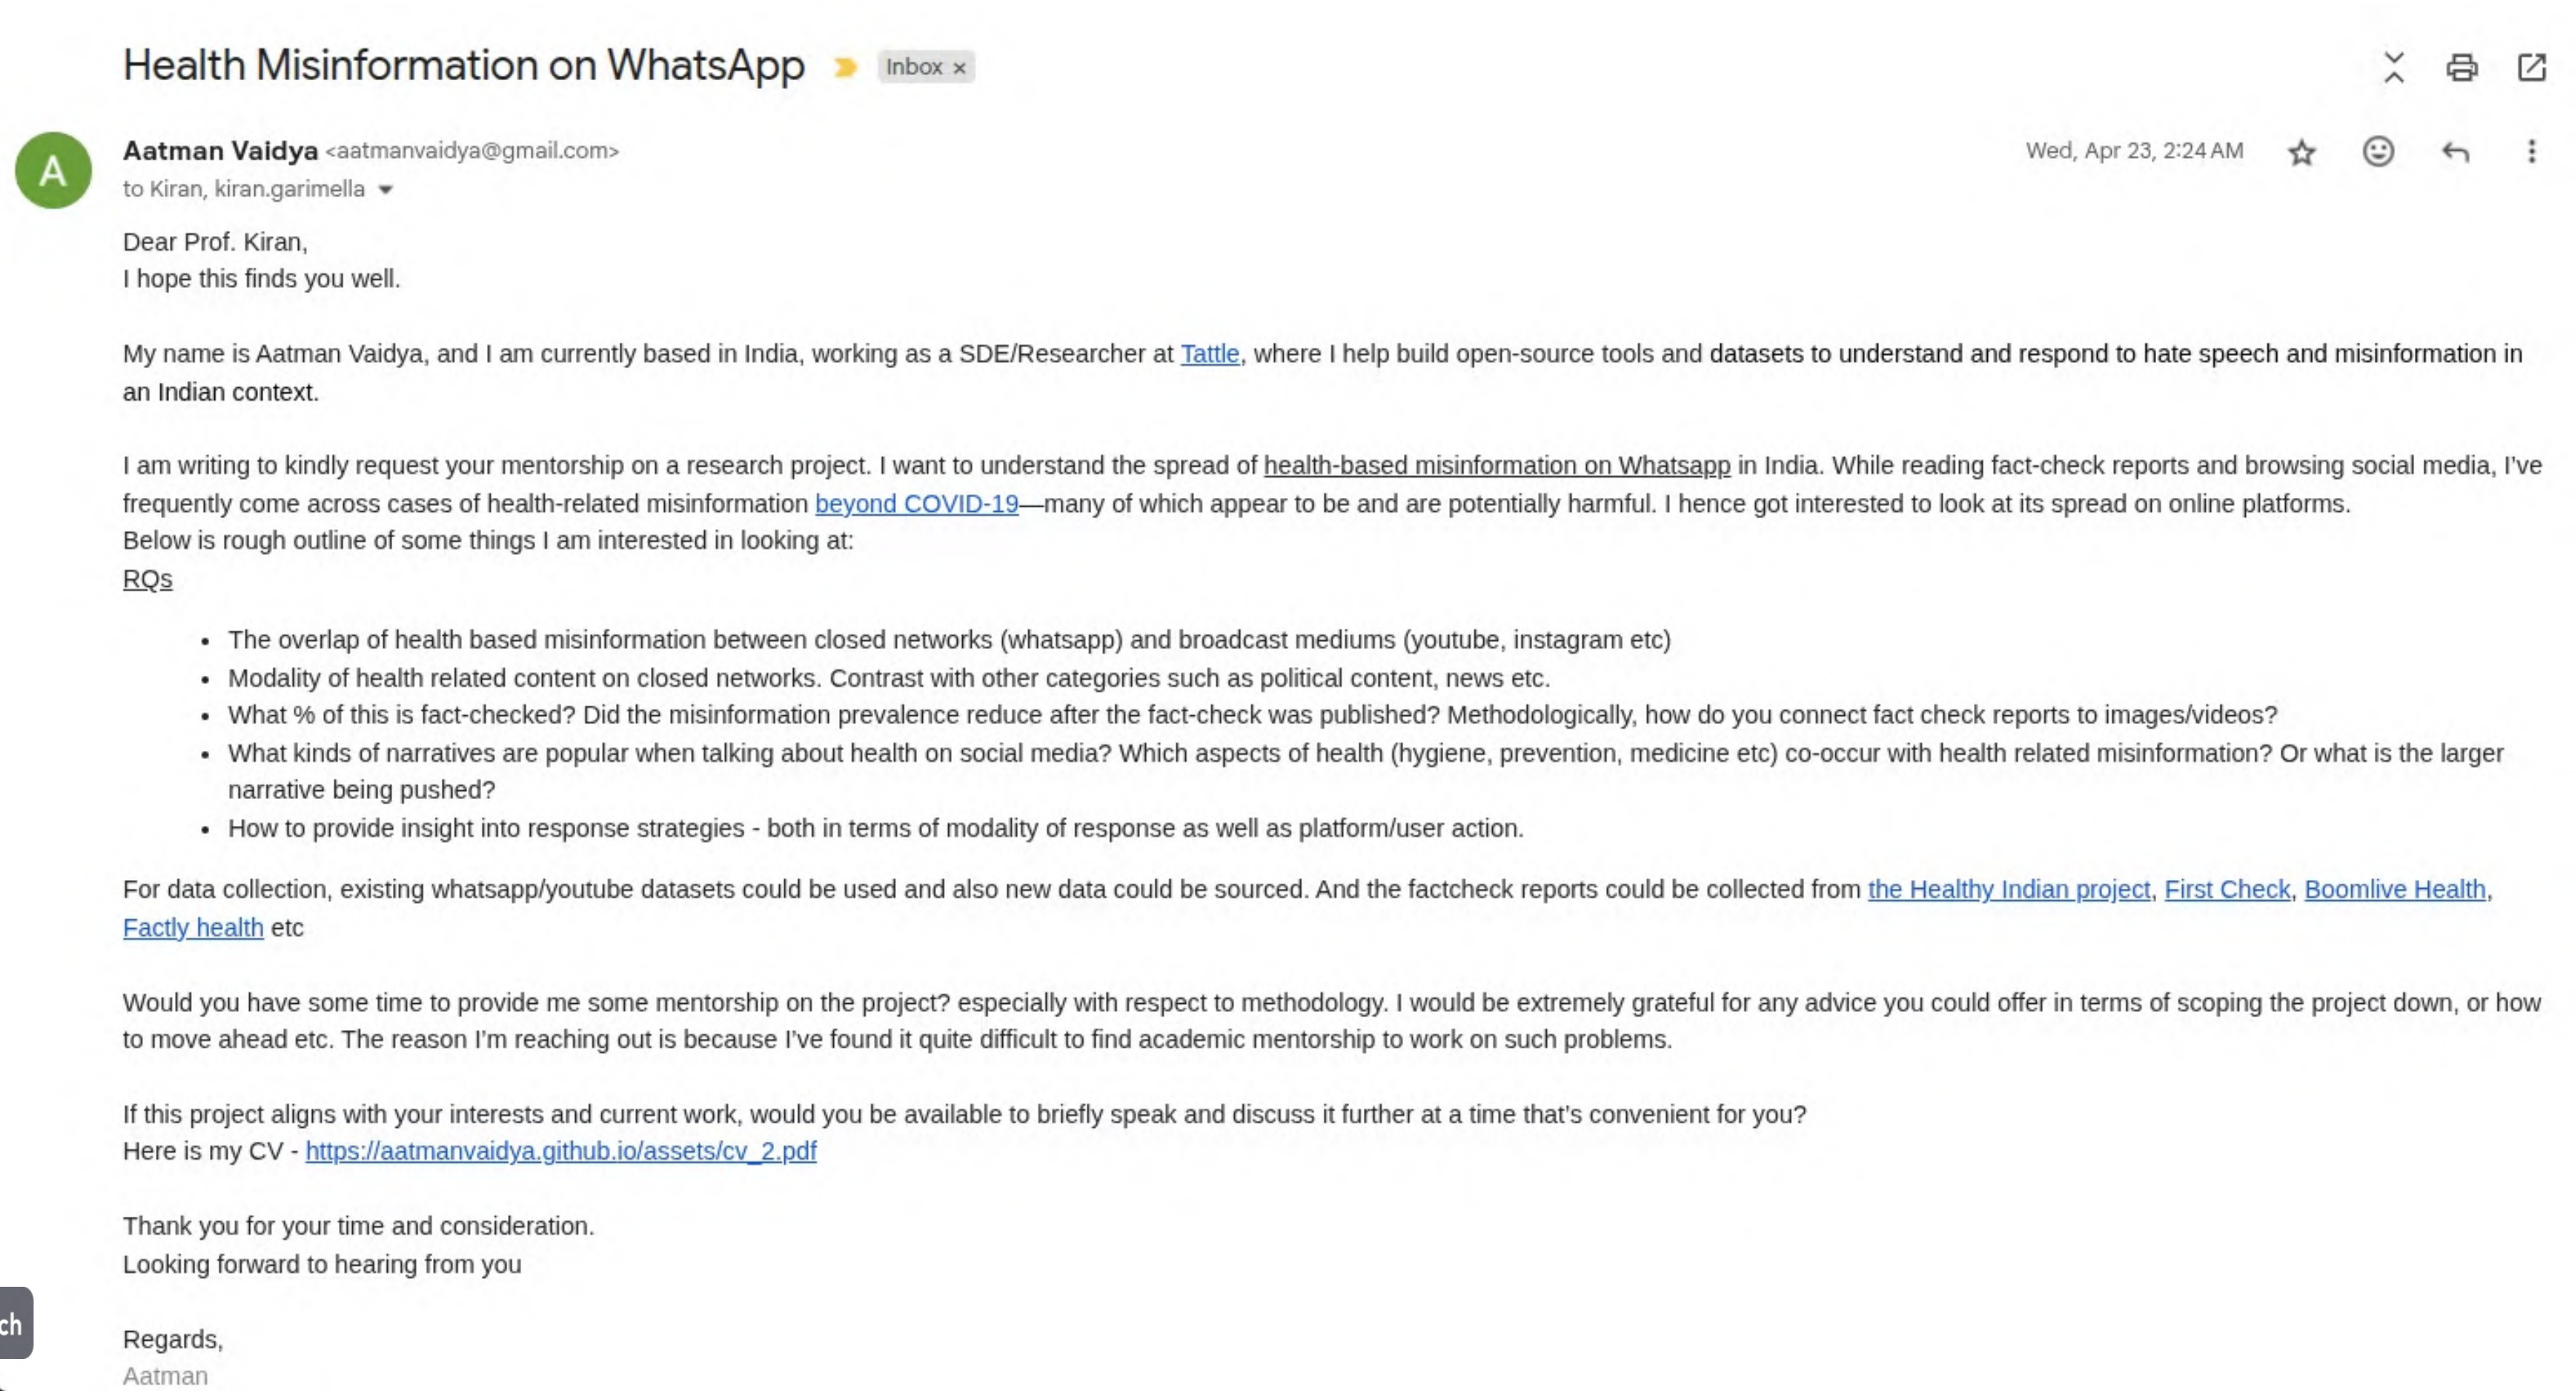 Health Misinformation on WhatsApp Inbox ×
Aatman Vaidya <aatmanvaidya@gmail.com> Wed, Apr 23, 2:24 AM
A
to Kiran, kiran.garimella
Dear Prof. Kiran,
I hope this finds you well.
My name is Aatman Vaidya, and I am currently based in India, working as a SDE/Researcher at Tattle, where I help build open-source tools and datasets to understand and respond to hate speech and misinformation in
an Indian context.
I am writing to kindly request your mentorship on a research project. I want to understand the spread of health-based misinformation on Whatsapp in India. While reading fact-check reports and browsing social media, I’ve
frequently come across cases of health-related misinformation beyond COVID-19—many of which appear to be and are potentially harmful. I hence got interested to look at its spread on online platforms.
Below is rough outline of some things I am interested in looking at:
RQs
• The overlap of health based misinformation between closed networks (whatsapp) and broadcast mediums (youtube, instagram etc)
• Modality of health related content on closed networks. Contrast with other categories such as political content, news etc.
• What % of this is fact-checked? Did the misinformation prevalence reduce after the fact-check was published? Methodologically, how do you connect fact check reports to images/videos?
• What kinds of narratives are popular when talking about health on social media? Which aspects of health (hygiene, prevention, medicine etc) co-occur with health related misinformation? Or what is the larger
narrative being pushed?
• How to provide insight into response strategies - both in terms of modality of response as well as platform/user action.
For data collection, existing whatsapp/youtube datasets could be used and also new data could be sourced. And the factcheck reports could be collected from the Healthy Indian project, First Check, Boomlive Health,
Factly health etc
Would you have some time to provide me some mentorship on the project? especially with respect to methodology. I would be extremely grateful for any advice you could offer in terms of scoping the project down, or how
to move ahead etc. The reason I’m reaching out is because I’ve found it quite difficult to find academic mentorship to work on such problems.
If this project aligns with your interests and current work, would you be available to briefly speak and discuss it further at a time that’s convenient for you?
Here is my CV - https://aatmanvaidya.github.io/assets/cv_2.pdf
Thank you for your time and consideration.
Looking forward to hearing from you
ch
Regards,
Aatman